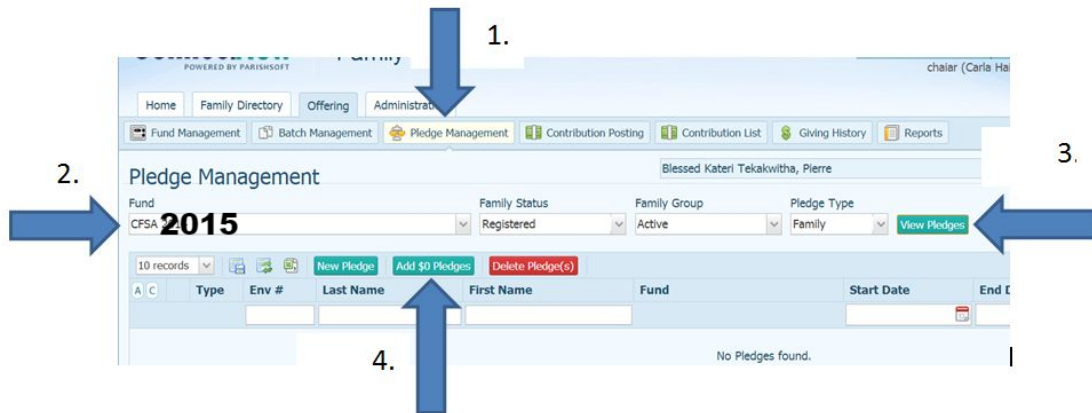 1.
POWERED BY PARISHSOFT
Family
chaiar (Carla Hai
Home Family Directory Offering
Fund Management Batch Management Pledge Management Contribution Posting Contribution List Giving History Reports
Pledge Management
Blessed Kateri Tekakwitha, Pierre
2.
3.
Fund Family Status Family Group Pledge Type
CFSA 2015 Registered Active Family View Pledges
10 records New Pledge Add $0 Pledges Delete Pledge(s)
A C Type Env # Last Name First Name Fund Start Date End D
No Pledges found.
4.